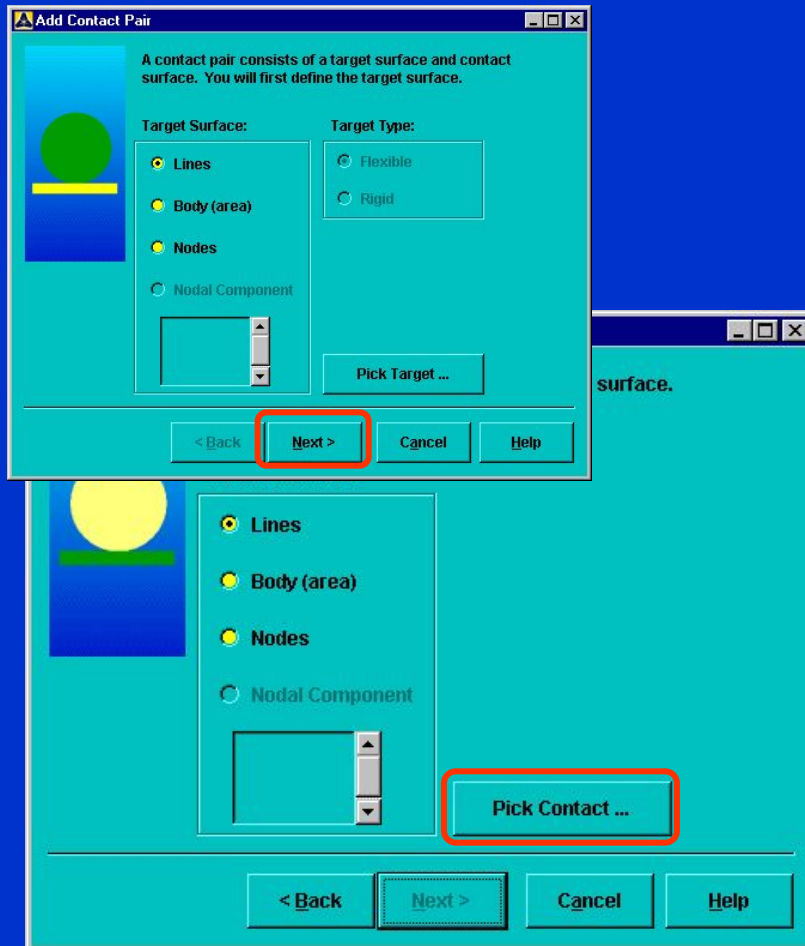 Add Contact Pair
A contact pair consists of a target surface and contact
surface. You will first define the target surface.
Target Surface:
Target Type:
Lines
Flexible
Body (area)
Rigid
Nodes
Nodal Component
Pick Target ...
< Back
Next >
Cancel
Help
surface.
Lines
Body (area)
Nodes
Nodal Component
Pick Contact ...
< Back
Next >
Cancel
Help